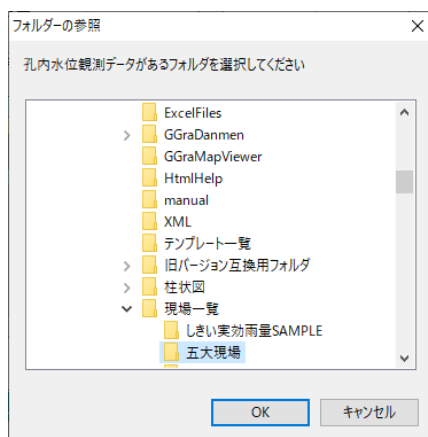 フォルダーの参照
孔内水位観測データがあるフォルダを選択してください
ExcelFiles
GGraDanmen
GGraMapViewer
HtmlHelp
manual
XML
テンプレート一覧
旧バージョン互換用フォルダ
柱状図
現場一覧
しきい実効雨量SAMPLE
五大現場
OK
キャンセル